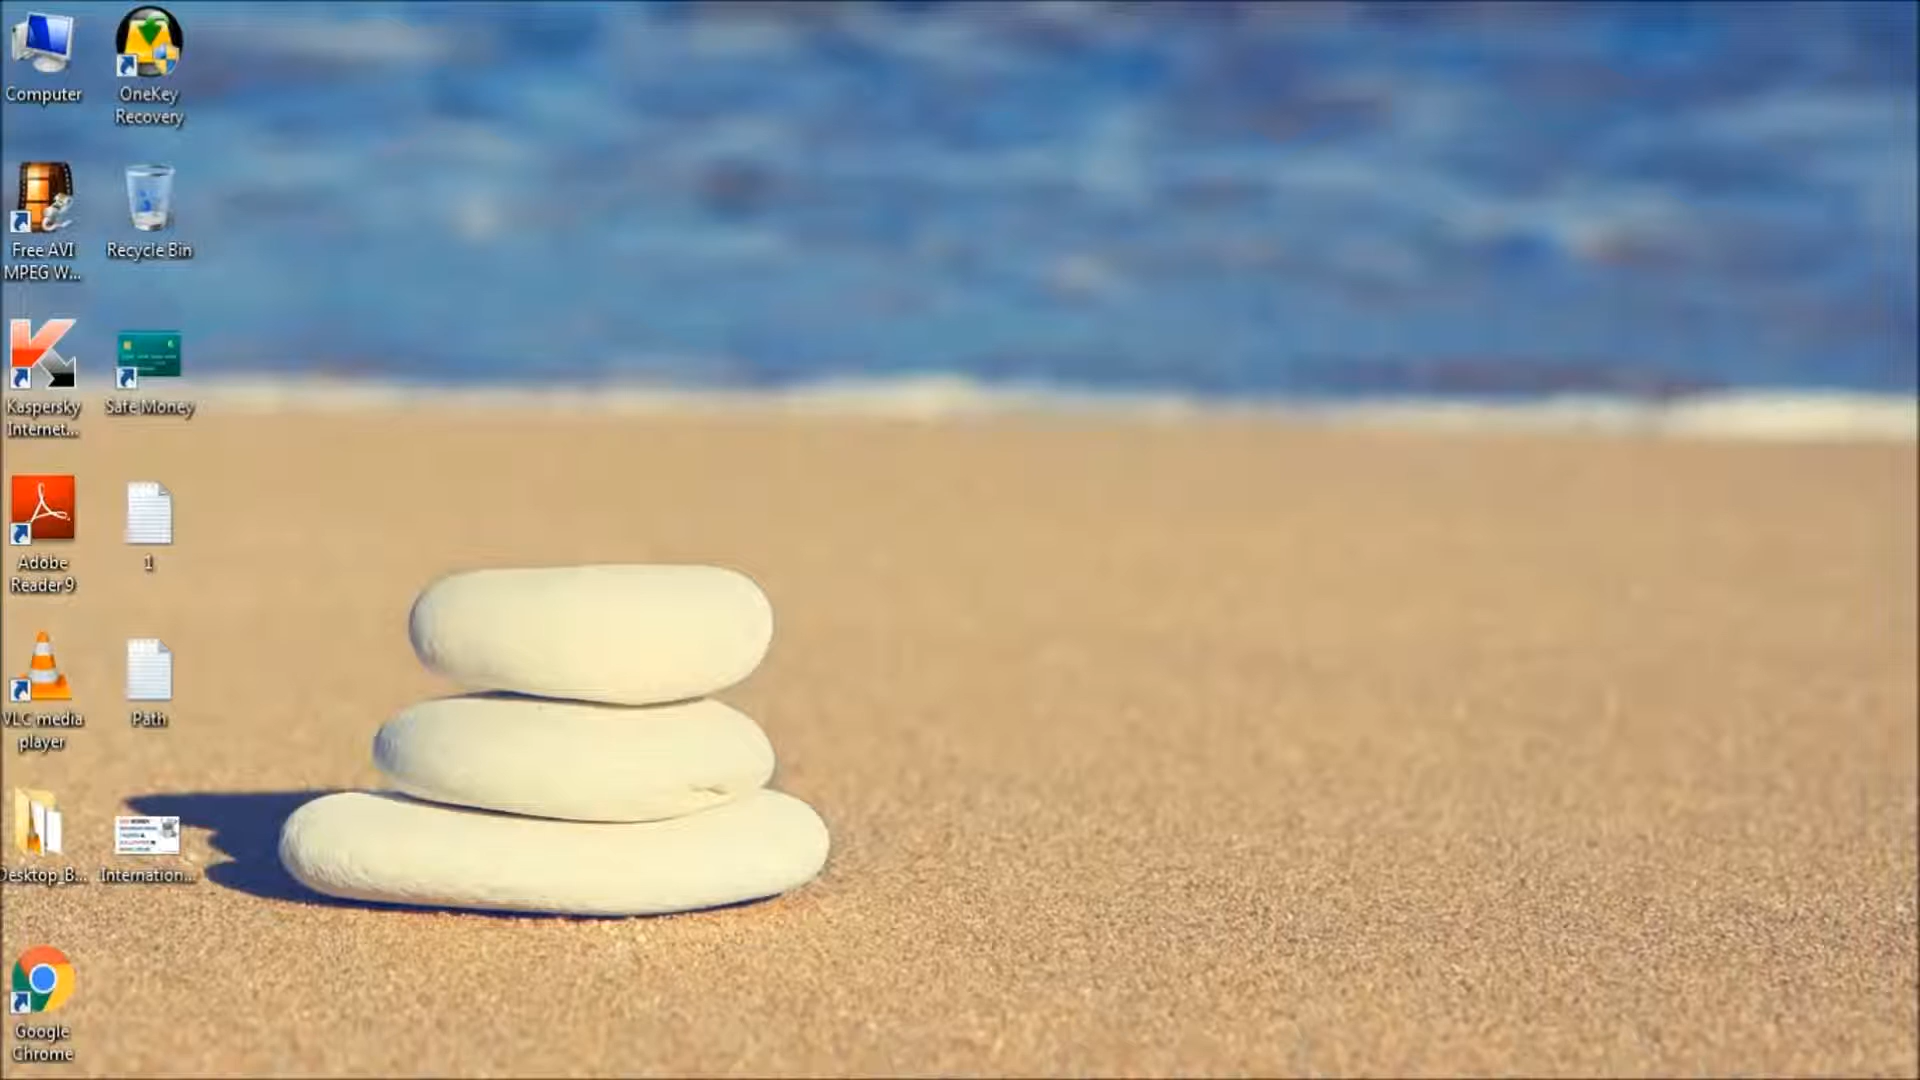 Computer
OneKey
Recovery
Free AVI
MPEG W...
Recycle Bin
Kaspersky
Internet...
Safe Money
Adobe
Reader 9
1
VLC media
player
Path
Desktop_B...
Internation...
Google
Chrome